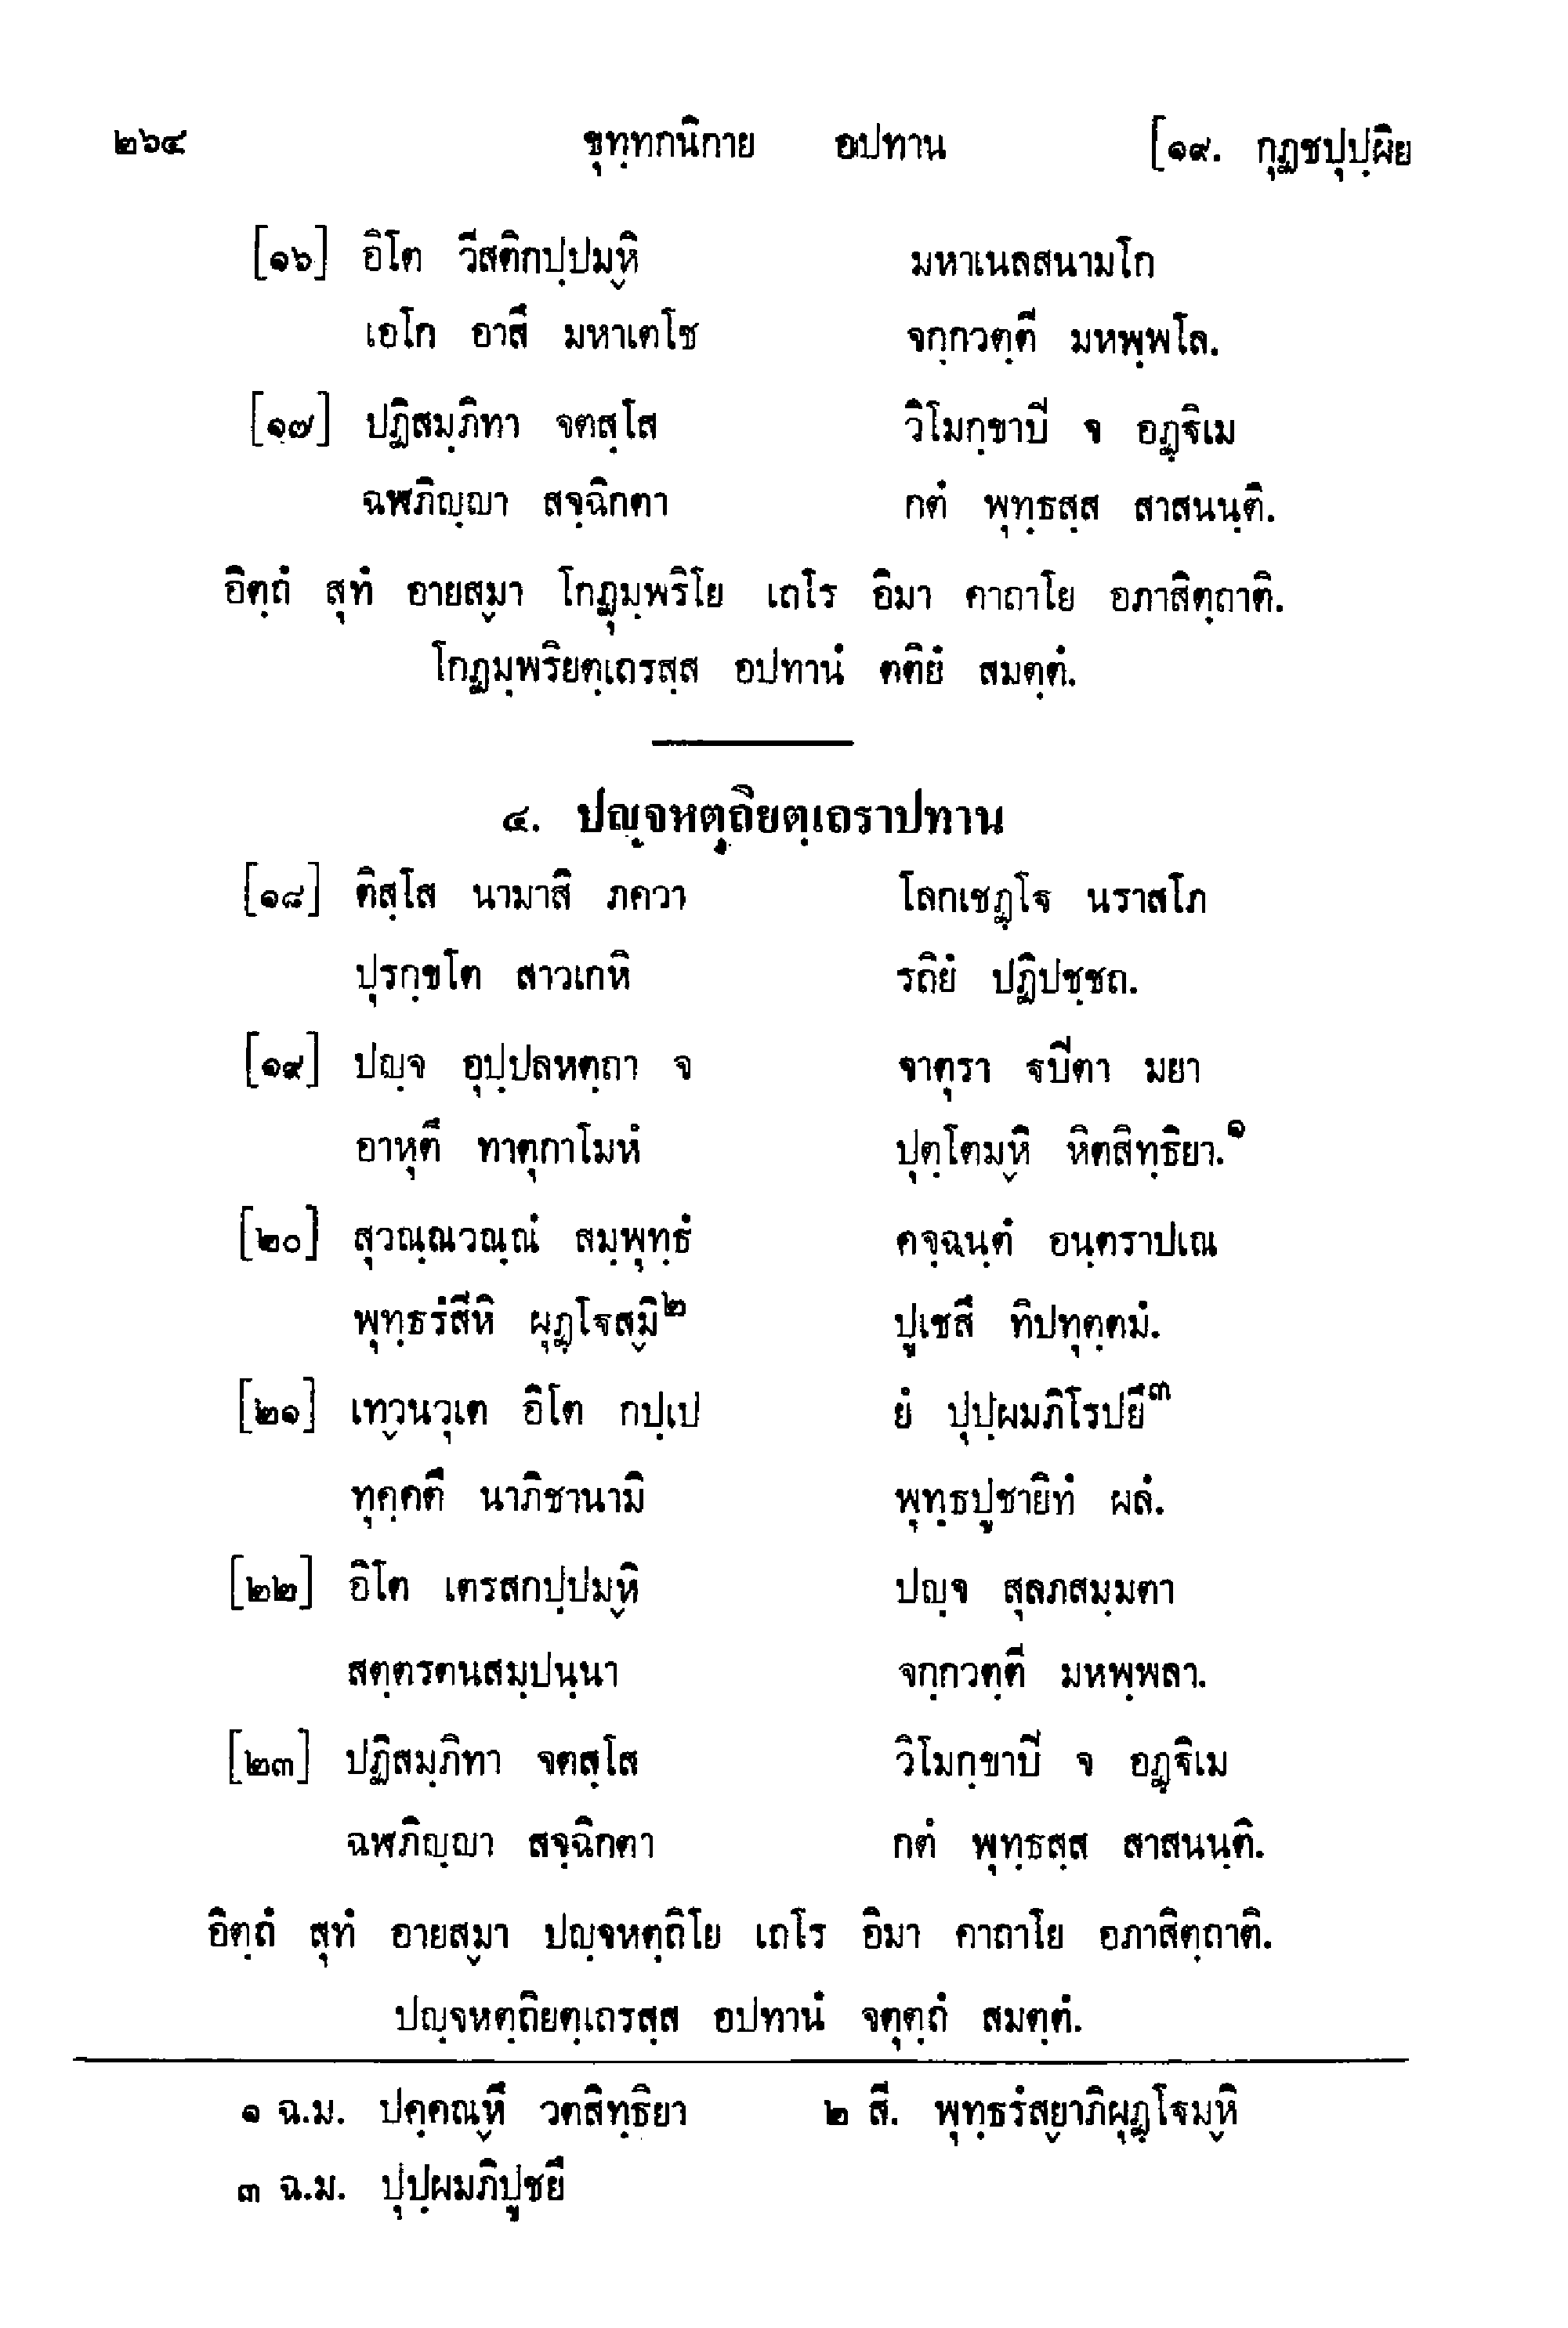 ๒๖๔ ขุทฺทกนิกาย อปทาน [๑๙. กุฏชปุปฺผิย
[๑๖] อิโต วีสติกปฺปมฺหิ มหาเนลสนามโก
เอโก อาสึ มหาเตโช จกฺกวตฺตี มหพฺพโล.
[๑๗] ปฏิสมฺภิทา จตสฺโส วิโมกฺขาปิ จ อฏฺฐิเม
ฉฬภิญฺญา สจฺฉิกตา กตํ พุทฺธสฺส สาสนนฺติ.
อิตฺถํ สุทํ อายสฺมา โกฏุมฺพริโย เถโร อิมา คาถาโย อภาสิตฺถาติ.
โกฏมฺพริยตฺเถรสฺส อปทานํ ตติยํ สมตฺตํ.
๔. ปญฺจหตฺถิยตฺเถราปทาน
[๑๘] ติสฺโส นามาสิ ภควา โลกเชฏฺโฐ นราสโภ
ปุรกฺขโต สาวเกหิ รถิยํ ปฏิปชฺชถ.
[๑๙] ปญฺจ อุปฺปลหตฺถา จ จาตุรา ฐปิตา มยา
อาหุตึ ทาตุกาโมหํ ปุตฺโตมฺหิ หิตสิทฺธิยา.๑
[๒๐] สุวณฺณวณฺณํ สมฺพุทฺธํ คจฺฉนฺตํ อนฺตราปเณ
พุทฺธรํสีหิ ผุฏฺโฐสฺมิ๒ ปูเชสึ ทิปทุตฺตมํ.
[๒๑] เทฺวนวุเต อิโต กปฺเป ยํ ปุปฺผมภิโรปยึ๓
ทุคฺคตึ นาภิชานามิ พุทฺธปูชายิทํ ผลํ.
[๒๒] อิโต เตรสกปฺปมฺหิ ปญฺจ สุลภสมฺมตา
สตฺตรตนสมฺปนฺนา จกฺกวตฺตี มหพฺพลา.
[๒๓] ปฏิสมฺภิทา จตสฺโส วิโมกฺขาปิ จ อฏฺฐิเม
ฉฬภิญฺญา สจฺฉิกตา กตํ พุทฺธสฺส สาสนนฺติ.
อิตฺถํ สุทํ อายสฺมา ปญฺจหตฺถิโย เถโร อิมา คาถาโย อภาสิตฺถาติ.
ปญฺจหตฺถิยตฺเถรสฺส อปทานํ จตุตฺถํ สมตฺตํ.
๑ ฉ.ม. ปคฺคณฺหึ วตสิทฺธิยา ๒ สี. พุทฺธรํสฺยาภิผุฏฺโฐมฺหิ
๓ ฉ.ม. ปุปฺผมภิปูชยึ